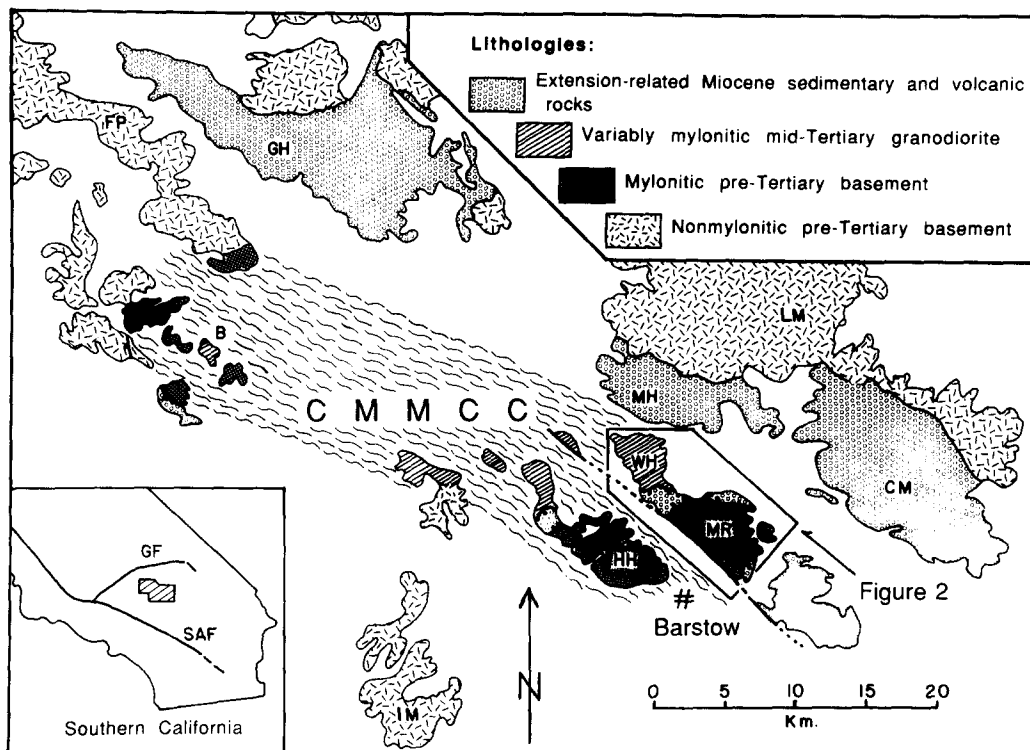 Lithologies:
Extension-related Miocene sedimentary and volcanic
rocks
Variably mylonitic mid-Tertiary granodiorite
Mylonitic pre-Tertiary basement
Nonmylonitic pre-Tertiary basement
FP
GH
LM
B
MH
C M M C C
WH
CM
MR
HH
Figure 2
#
Barstow
GF
SAF
Southern California
IM
N
0 5 10 15 20
Km.